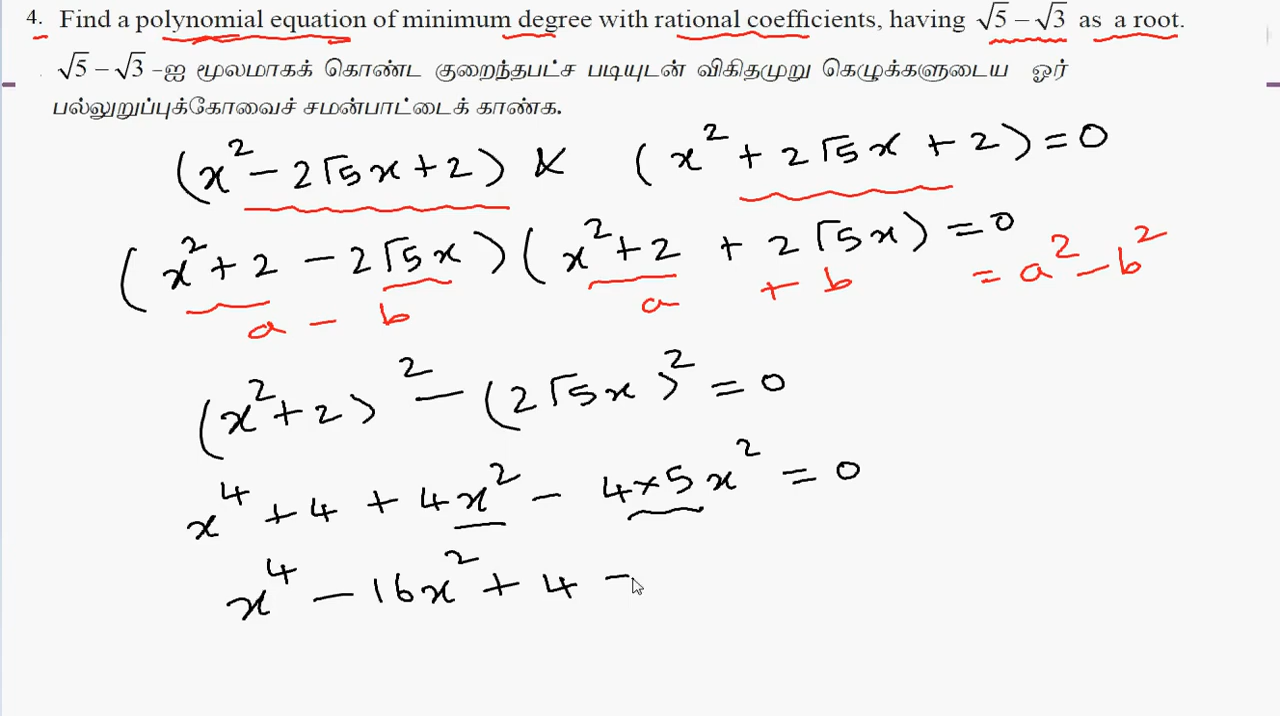 4. Find a polynomial equation of minimum degree with rational coefficients, having √5 − √3 as a root.
√5 − √3 -ஐ மூலமாகக் கொண்ட குறைந்தபட்ச படியுடன் விகிதமுறு கெழுக்களுடைய ஓர்
பல்லுறுப்புக்கோவைச் சமன்பாட்டைக் காண்க.
(x² − 2√5x + 2) & (x² + 2√5x + 2) = 0
(x² + 2 − 2√5x) (x² + 2 + 2√5x) = 0
a − b a + b = a² − b²
(x² + 2)² − (2√5x)² = 0
x⁴ + 4 + 4x² − 4×5x² = 0
x⁴ − 16x² + 4 −